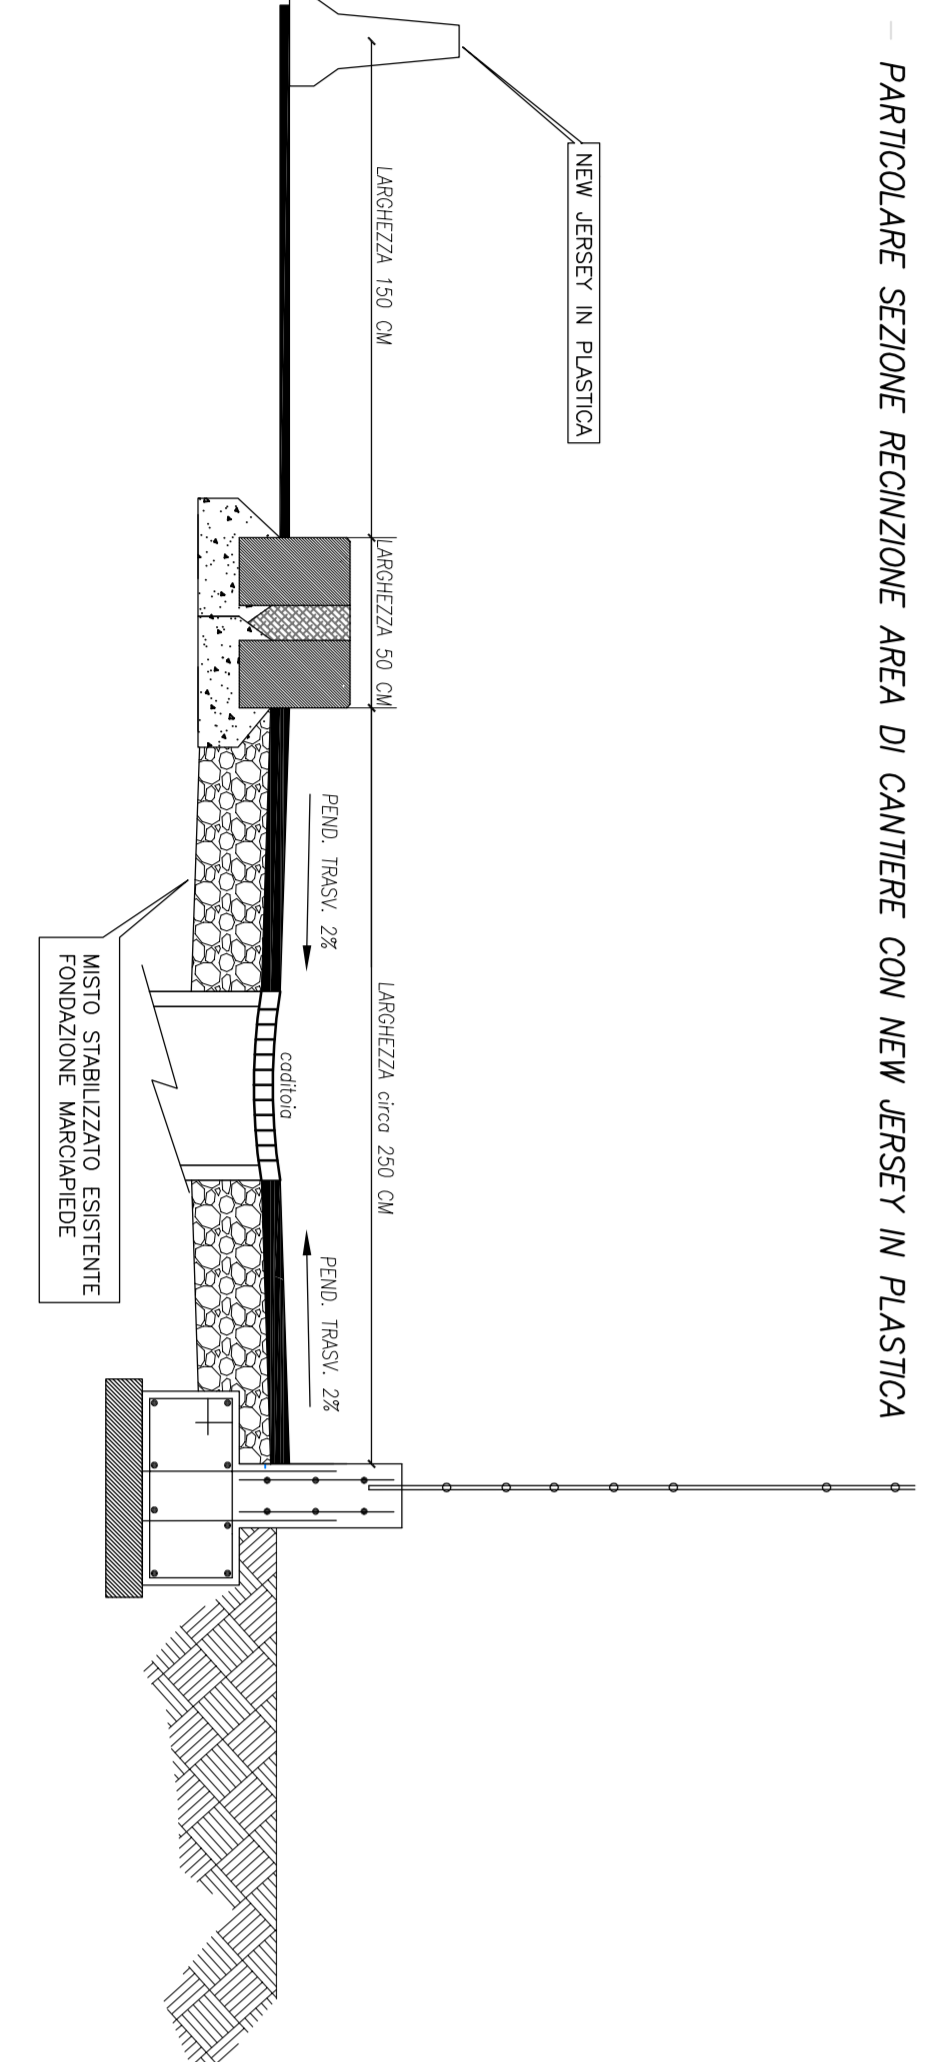 PARTICOLARE SEZIONE RECINZIONE AREA DI CANTIERE CON NEW JERSEY IN PLASTICA
NEW JERSEY IN PLASTICA
LARGHEZZA 150 CM
LARGHEZZA 50 CM
LARGHEZZA circa 250 CM
PEND. TRASV. 2%
PEND. TRASV. 2%
caditoia
MISTO STABILIZZATO ESISTENTE
FONDAZIONE MARCIAPIEDE